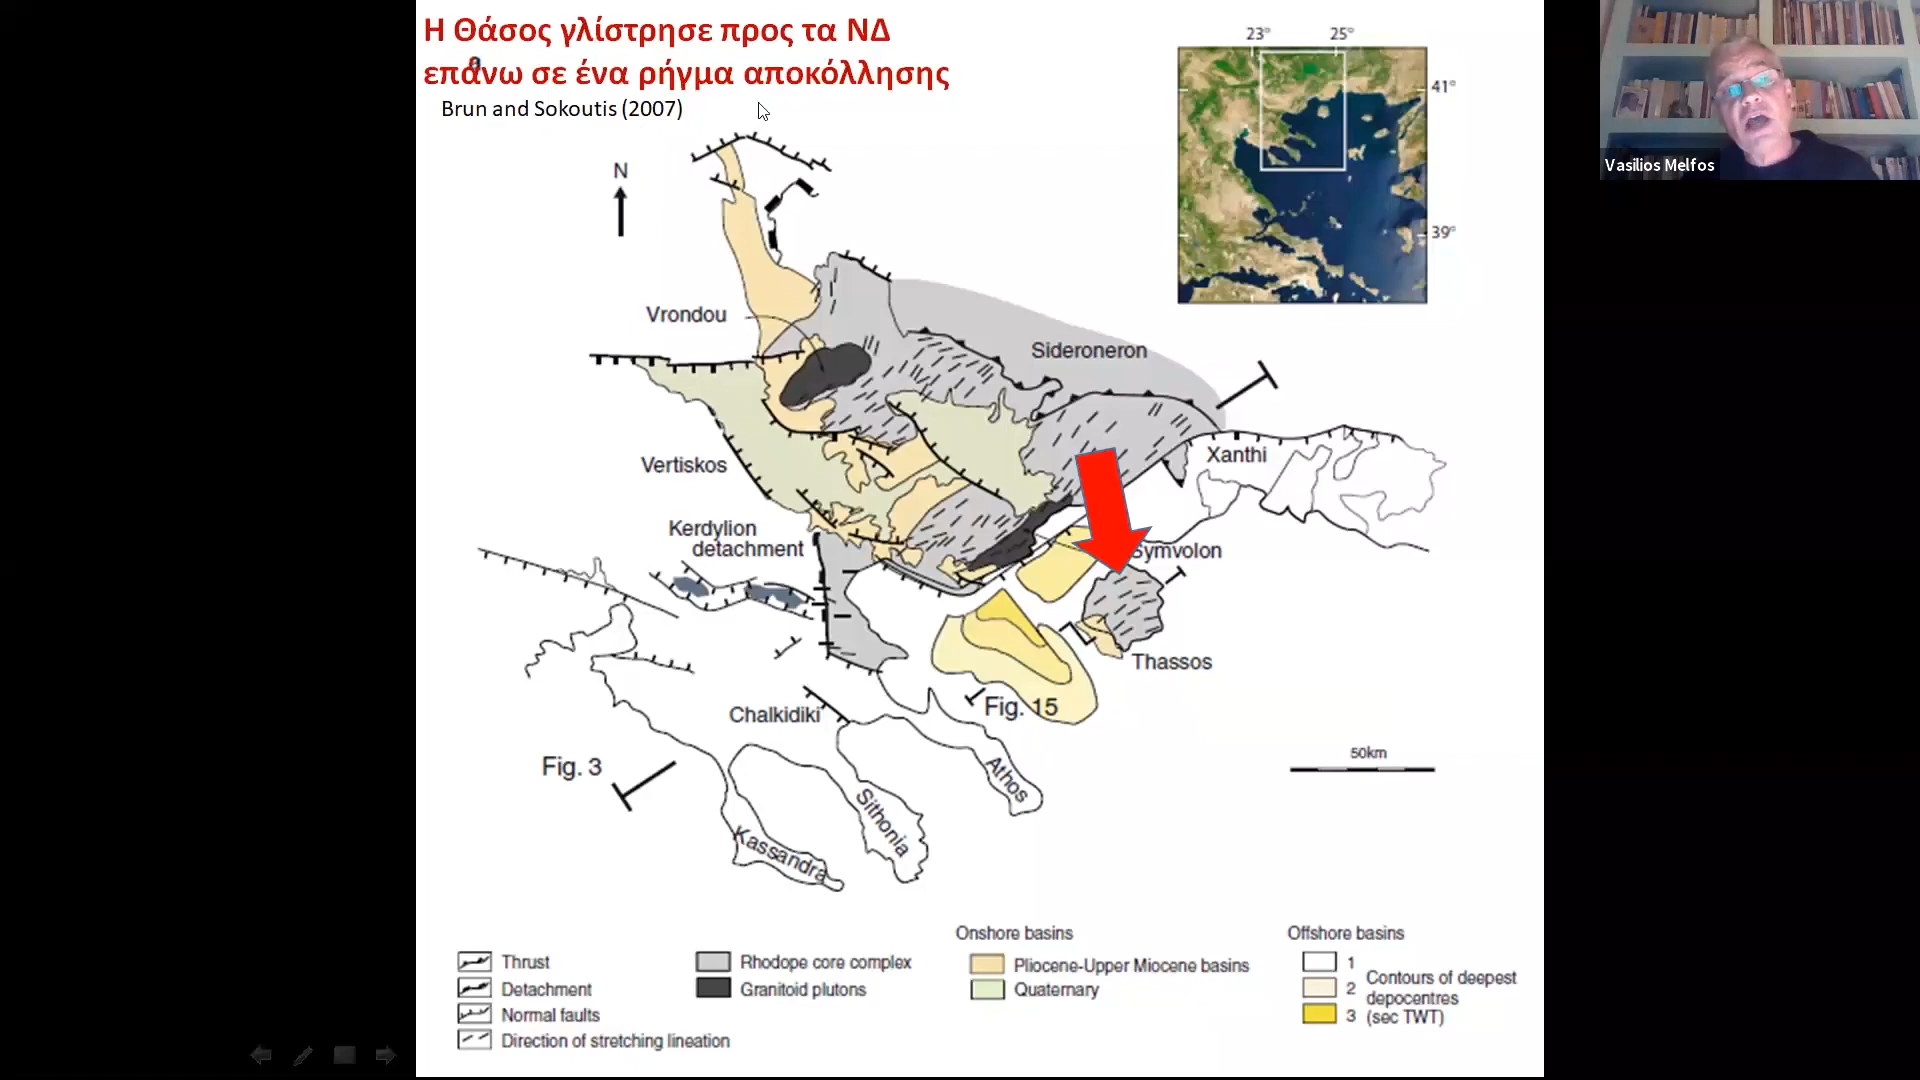 Η Θάσος γλίστρησε προς τα ΝΔ
επάνω σε ένα ρήγμα αποκόλλησης
Brun and Sokoutis (2007)
23° 25°
41°
39°
Vasilios Melfos
N
Vrondou
Sideroneron
Xanthi
Vertiskos
Kerdylion
detachment
Symvolon
Thassos
Fig. 15
Chalkidiki
Fig. 3
Athos
Sithonia
Kassandra
50km
Thrust
Detachment
Normal faults
Direction of stretching lineation
Rhodope core complex
Granitoid plutons
Onshore basins
Pliocene-Upper Miocene basins
Quaternary
Offshore basins
1
2
3
Contours of deepest
depocentres
(sec TWT)